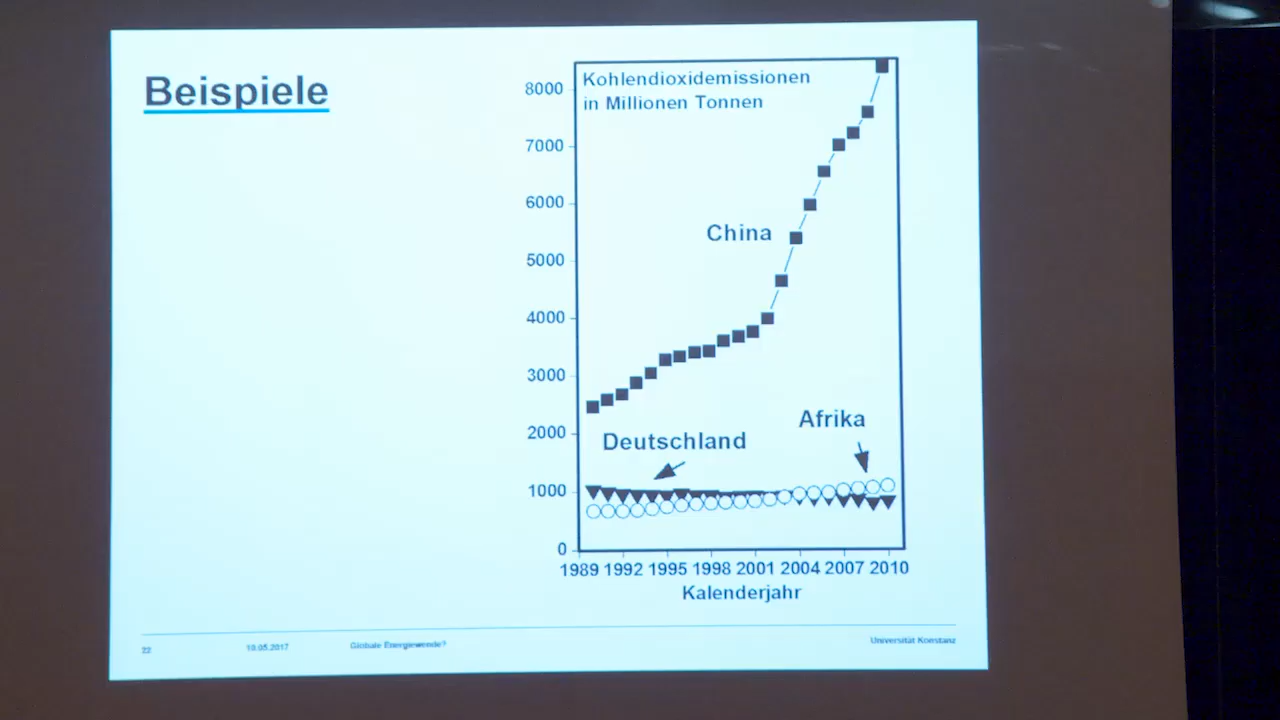 Beispiele
Kohlendioxidemissionen
in Millionen Tonnen
8000
7000
6000
5000
4000
3000
2000
1000
0
China
Afrika
Deutschland
1989 1992 1995 1998 2001 2004 2007 2010
Kalenderjahr
22 10.05.2017 Globale Energiewende? Universität Konstanz